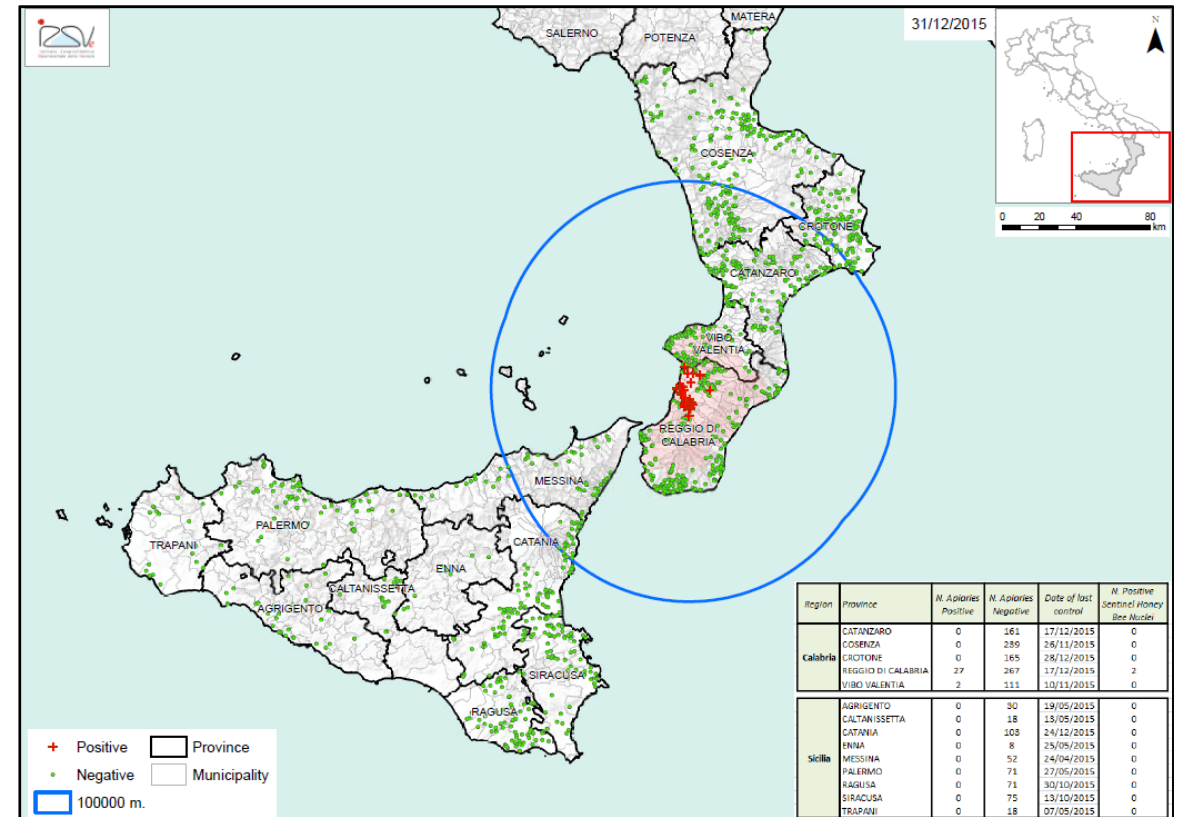 MATERA
SALERNO
POTENZA
31/12/2015
N
COSENZA
0 20 40 80
km
CROTONE
CATANZARO
VIBO
VALENTIA
REGGIO DI
CALABRIA
MESSINA
PALERMO
TRAPANI
CATANIA
ENNA
CALTANISSETTA
AGRIGENTO
SIRACUSA
RAGUSA
Region Province N. Apiaries Positive N. Apiaries Negative Date of last control N. Positive Sentinel Honey Bee Nuclei
Calabria
CATANZARO 0 161 17/12/2015 0
COSENZA 0 239 26/11/2015 0
CROTONE 0 165 28/12/2015 0
REGGIO DI CALABRIA 27 267 17/12/2015 2
VIBO VALENTIA 2 111 10/11/2015 0
Sicilia
AGRIGENTO 0 30 19/05/2015 0
CALTANISSETTA 0 18 13/05/2015 0
CATANIA 0 103 24/12/2015 0
ENNA 0 8 25/05/2015 0
MESSINA 0 52 24/04/2015 0
PALERMO 0 71 27/05/2015 0
RAGUSA 0 71 30/10/2015 0
SIRACUSA 0 75 13/10/2015 0
TRAPANI 0 18 07/05/2015 0
Positive Province
Negative Municipality
100000 m.